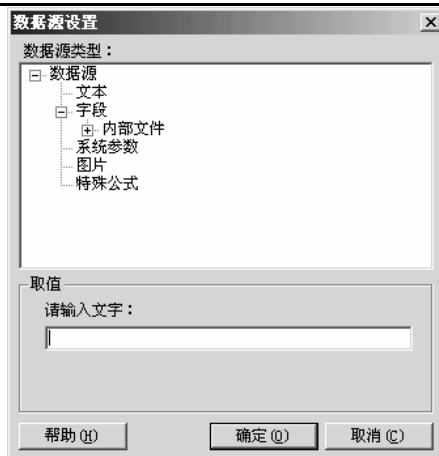 数据源设置
数据源类型：
数据源
文本
字段
内部文件
系统参数
图片
特殊公式
取值
请输入文字：
帮助(H) 确定(O) 取消(C)